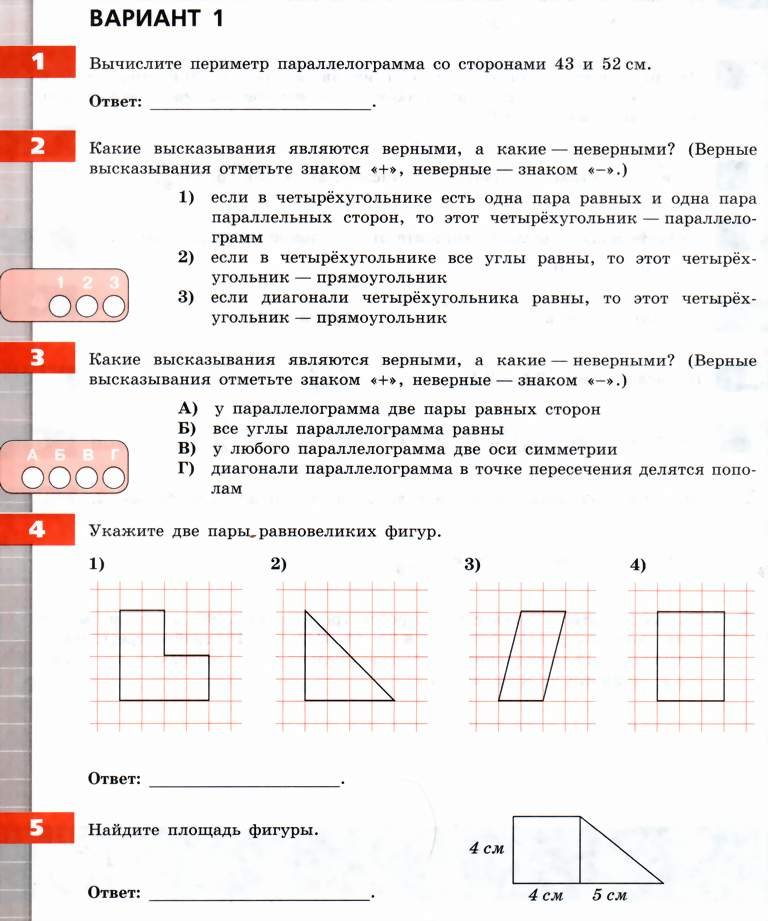 ВАРИАНТ 1
1
Вычислите периметр параллелограмма со сторонами 43 и 52 см.
Ответ: ____________________.
2
Какие высказывания являются верными, а какие — неверными? (Верные
высказывания отметьте знаком «+», неверные — знаком «−».)
1) если в четырёхугольнике есть одна пара равных и одна пара
параллельных сторон, то этот четырёхугольник — параллело-
грамм
2) если в четырёхугольнике все углы равны, то этот четырёх-
угольник — прямоугольник
3) если диагонали четырёхугольника равны, то этот четырёх-
угольник — прямоугольник
1 2 3
3
Какие высказывания являются верными, а какие — неверными? (Верные
высказывания отметьте знаком «+», неверные — знаком «−».)
А) у параллелограмма две пары равных сторон
Б) все углы параллелограмма равны
В) у любого параллелограмма две оси симметрии
Г) диагонали параллелограмма в точке пересечения делятся попо-
лам
А Б В Г
4
Укажите две пары равновеликих фигур.
1) 2) 3) 4)
Ответ: ____________________.
5
Найдите площадь фигуры.
4 см
4 см 5 см
Ответ: ____________________.